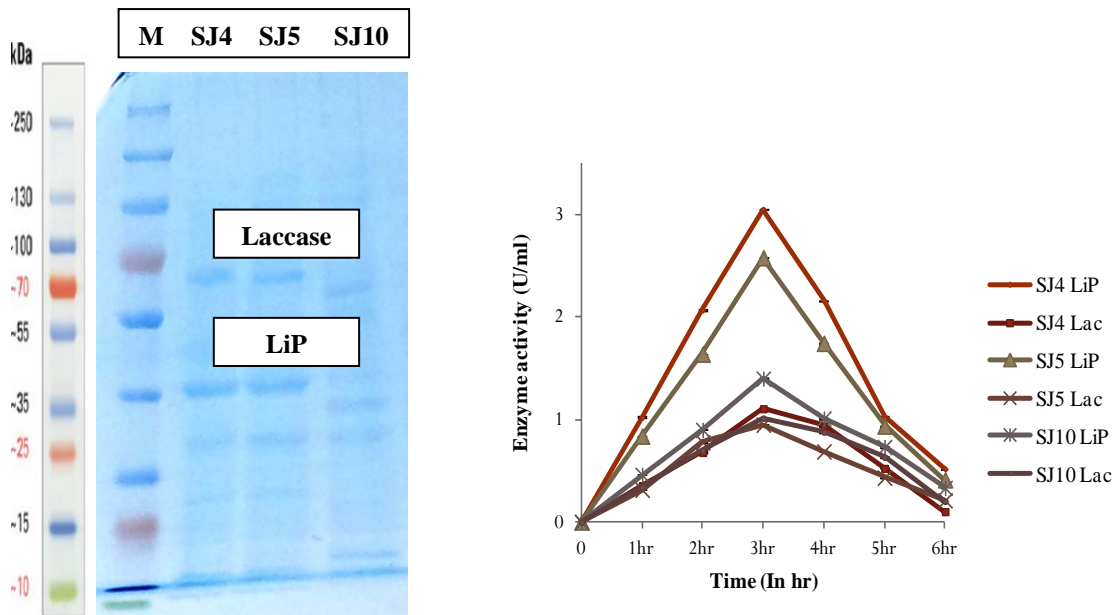 M SJ4 SJ5 SJ10
kDa
~250
~130
~100
~70
~55
~35
~25
~15
~10
Laccase
LiP
Enzyme activity (U/ml)
3
2
1
0
0 1hr 2hr 3hr 4hr 5hr 6hr
Time (In hr)
SJ4 LiP
SJ4 Lac
SJ5 LiP
SJ5 Lac
SJ10 LiP
SJ10 Lac